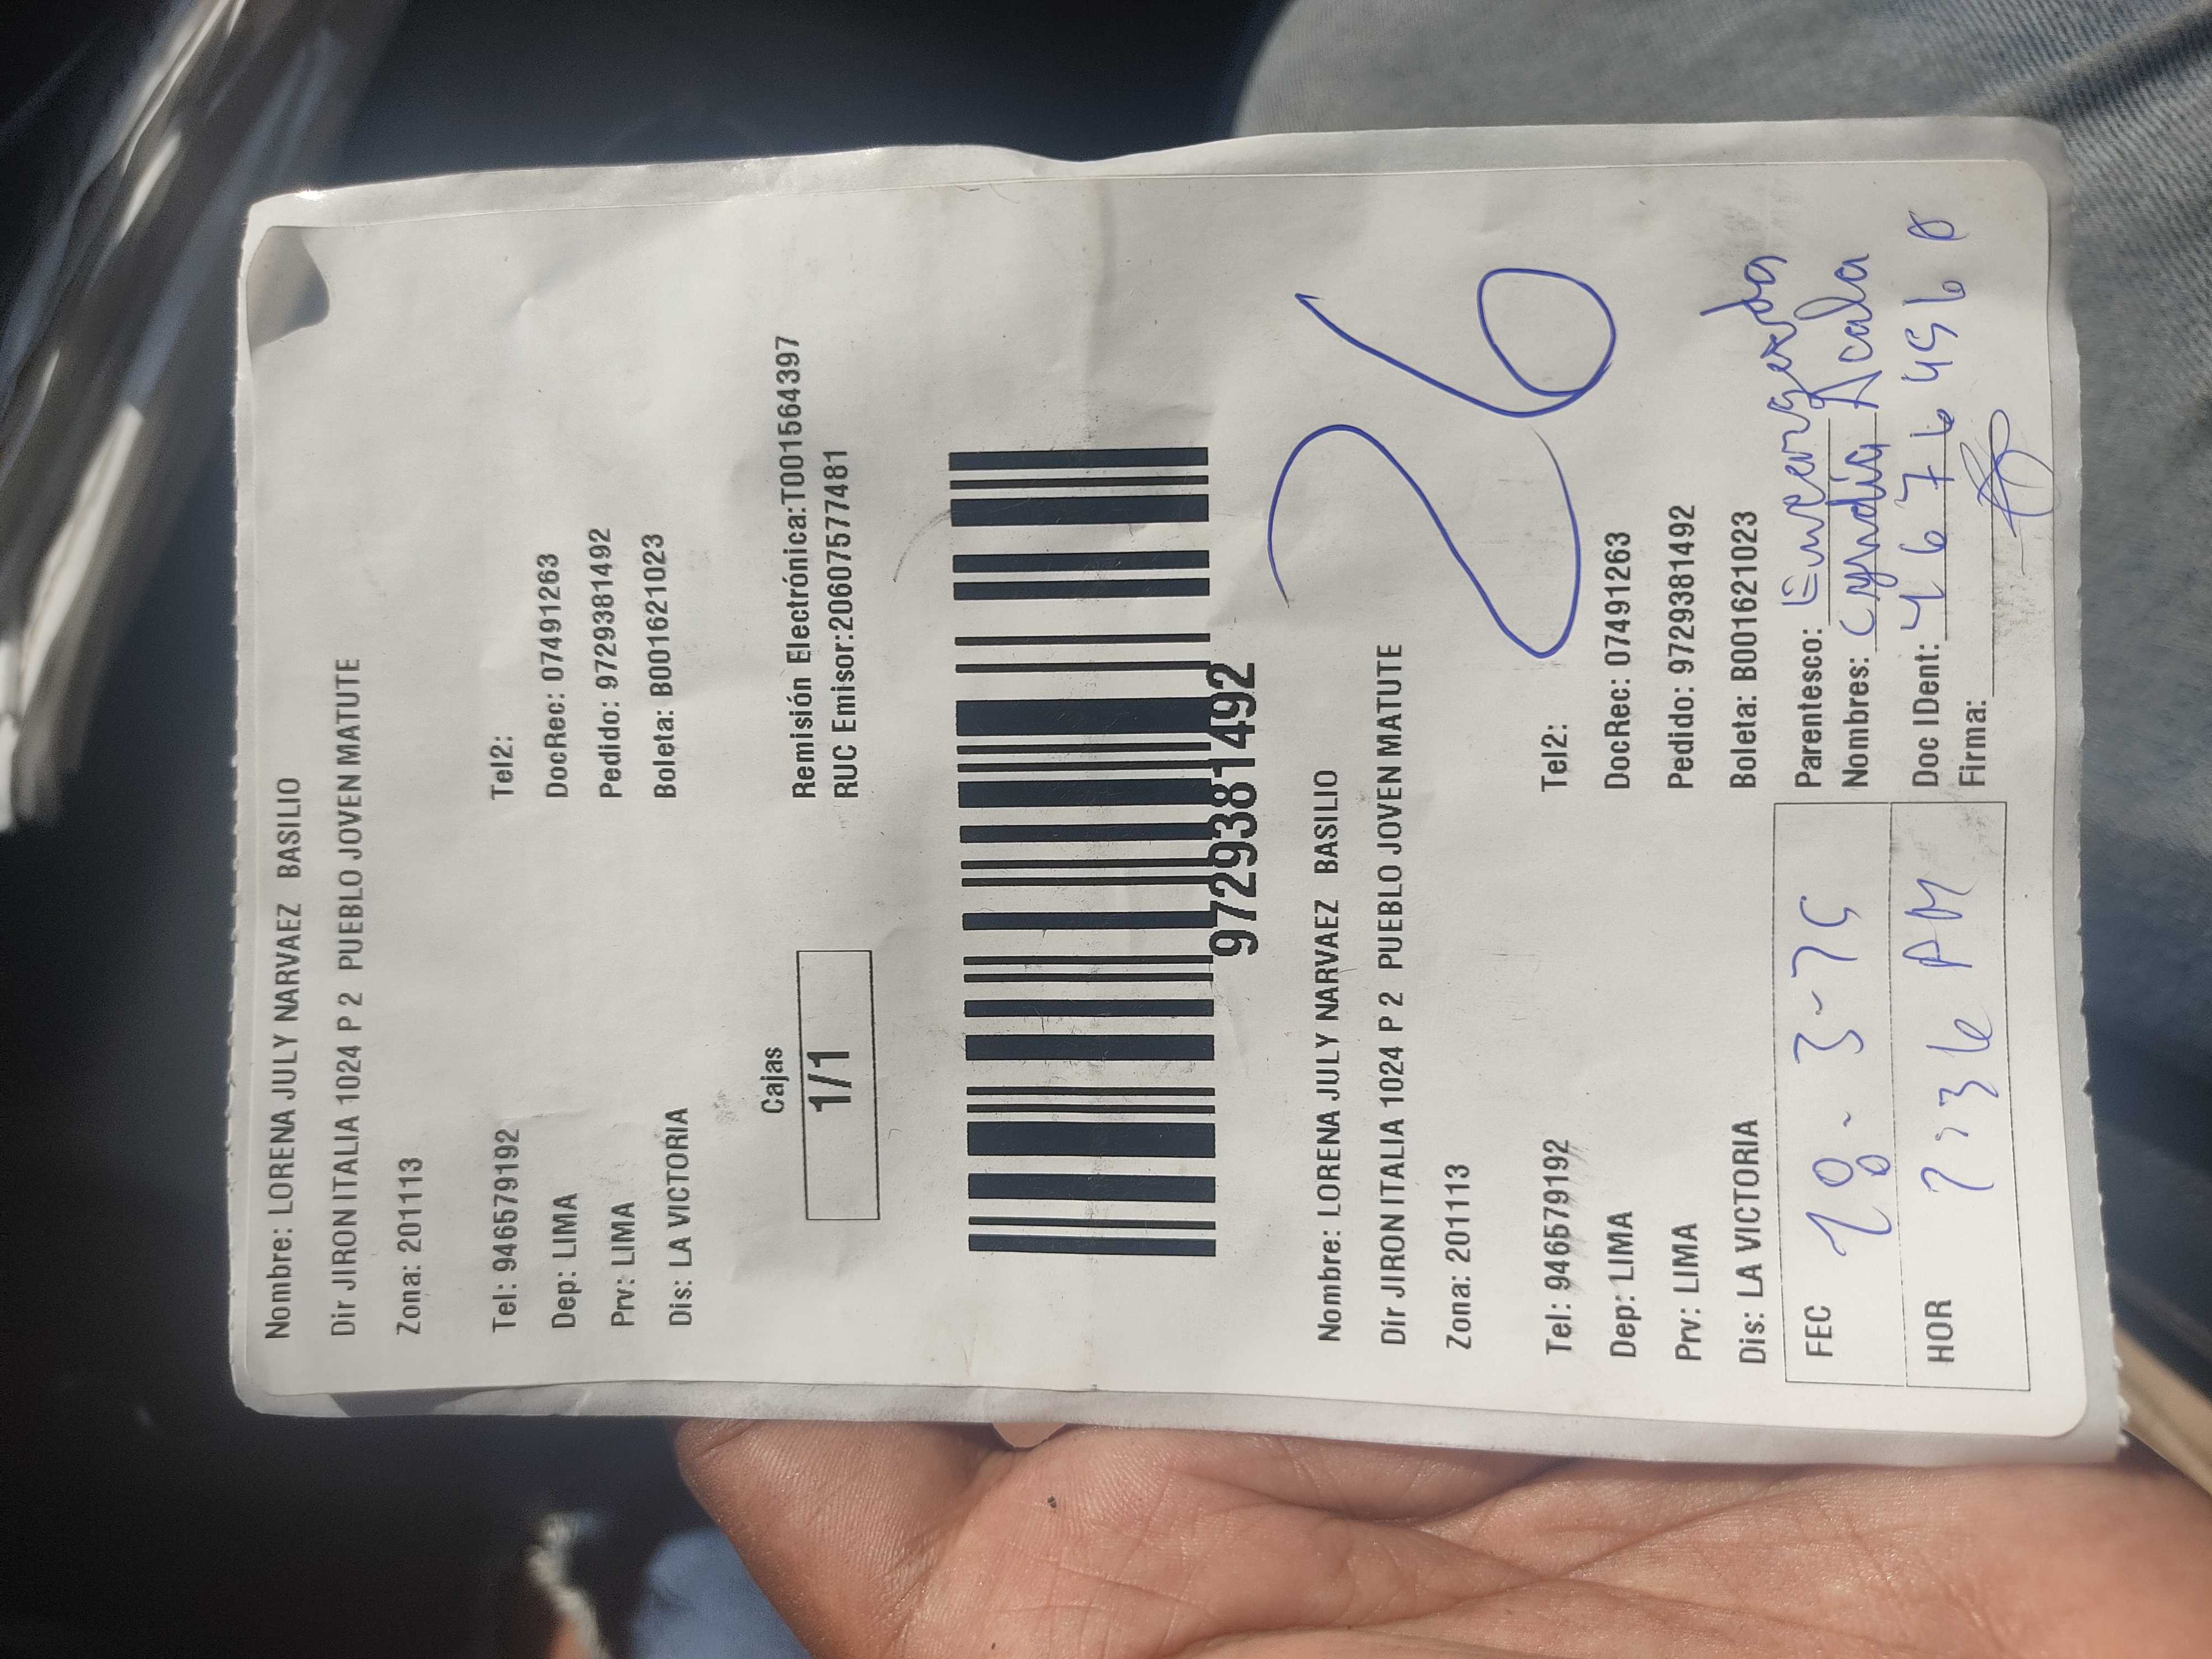 Nombre: LORENA JULY NARVAEZ BASILIO
Dir JIRON ITALIA 1024 P 2 PUEBLO JOVEN MATUTE
Zona: 201113
Tel: 946579192 Tel2:
Dep: LIMA DocRec: 07491263
Prv: LIMA Pedido: 9729381492
Dis: LA VICTORIA Boleta: B001621023
Cajas Remisión Electrónica:T001564397
1/1 RUC Emisor:20607577481
9729381492
26
Nombre: LORENA JULY NARVAEZ BASILIO
Dir JIRON ITALIA 1024 P 2 PUEBLO JOVEN MATUTE
Zona: 201113
Tel: 946579192 Tel2:
Dep: LIMA DocRec: 07491263
Prv: LIMA Pedido: 9729381492
Dis: LA VICTORIA Boleta: B001621023
FEC Parentesco:
Nombres: Cyndia
HOR Doc IDent:
Firma: